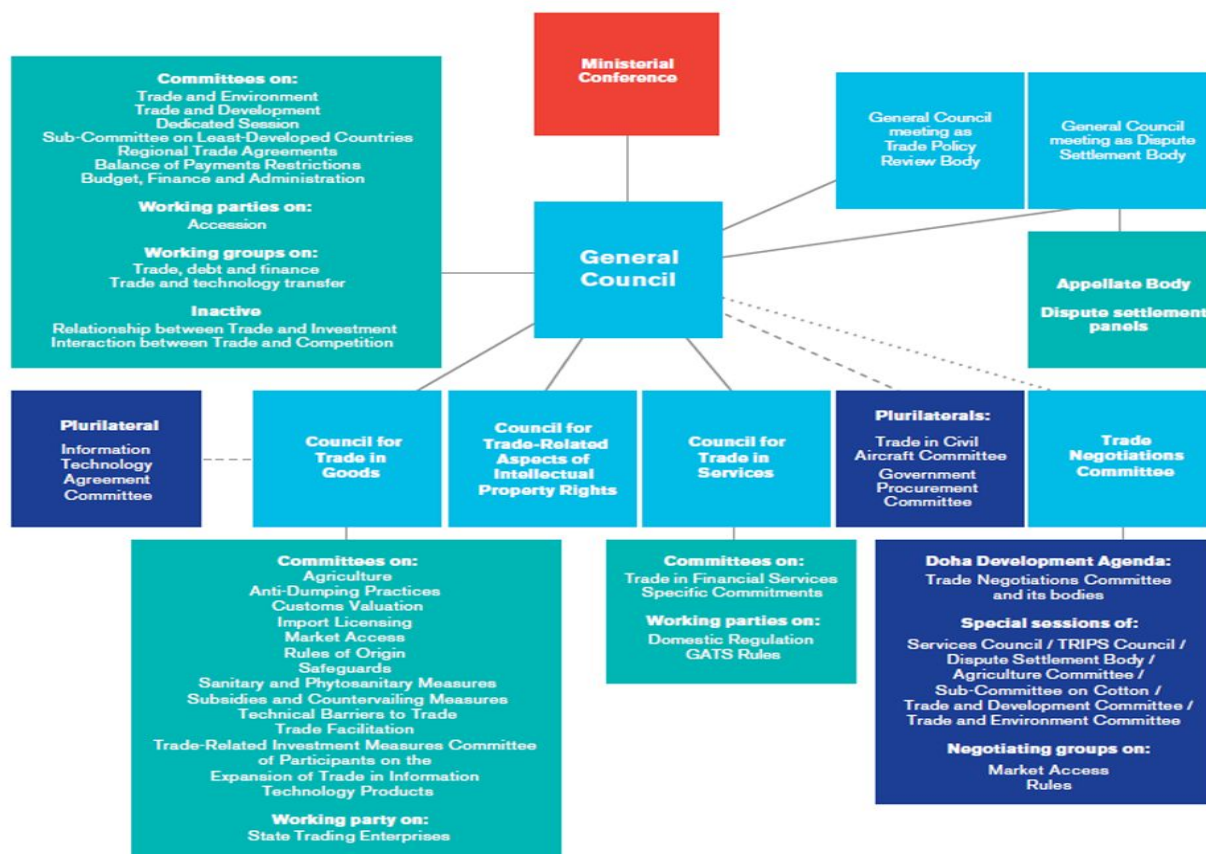 Ministerial
Conference
Committees on:
Trade and Environment
Trade and Development
Dedicated Session
Sub-Committee on Least-Developed Countries
Regional Trade Agreements
Balance of Payments Restrictions
Budget, Finance and Administration
Working parties on:
Accession
Working groups on:
Trade, debt and finance
Trade and technology transfer
Inactive
Relationship between Trade and Investment
Interaction between Trade and Competition
General Council
meeting as
Trade Policy
Review Body
General Council
meeting as Dispute
Settlement Body
General
Council
Appellate Body
Dispute settlement
panels
Plurilateral
Information
Technology
Agreement
Committee
Council for
Trade in
Goods
Council for
Trade-Related
Aspects of
Intellectual
Property Rights
Council for
Trade in
Services
Plurilaterals:
Trade in Civil
Aircraft Committee
Government
Procurement
Committee
Trade
Negotiations
Committee
Committees on:
Agriculture
Anti-Dumping Practices
Customs Valuation
Import Licensing
Market Access
Rules of Origin
Safeguards
Sanitary and Phytosanitary Measures
Subsidies and Countervailing Measures
Technical Barriers to Trade
Trade Facilitation
Trade-Related Investment Measures Committee
of Participants on the
Expansion of Trade in Information
Technology Products
Working party on:
State Trading Enterprises
Committees on:
Trade in Financial Services
Specific Commitments
Working parties on:
Domestic Regulation
GATS Rules
Doha Development Agenda:
Trade Negotiations Committee
and its bodies
Special sessions of:
Services Council / TRIPS Council /
Dispute Settlement Body /
Agriculture Committee /
Sub-Committee on Cotton /
Trade and Development Committee /
Trade and Environment Committee
Negotiating groups on:
Market Access
Rules